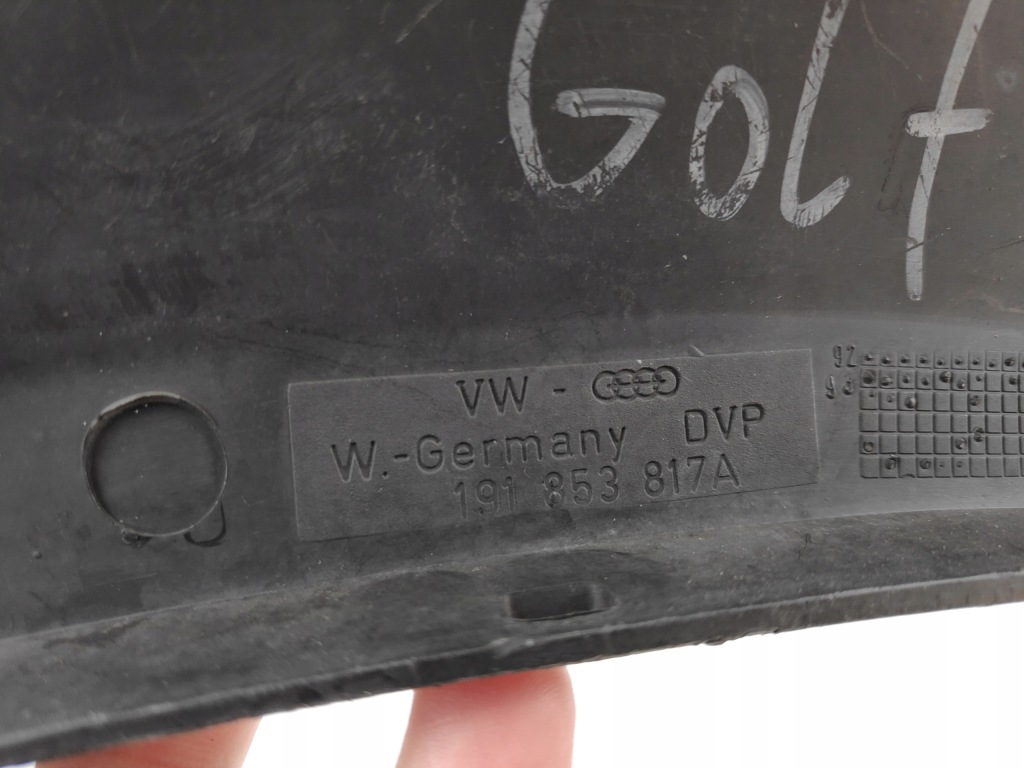 Golf
VW -
W.-Germany DVP
191 853 817A
92
93